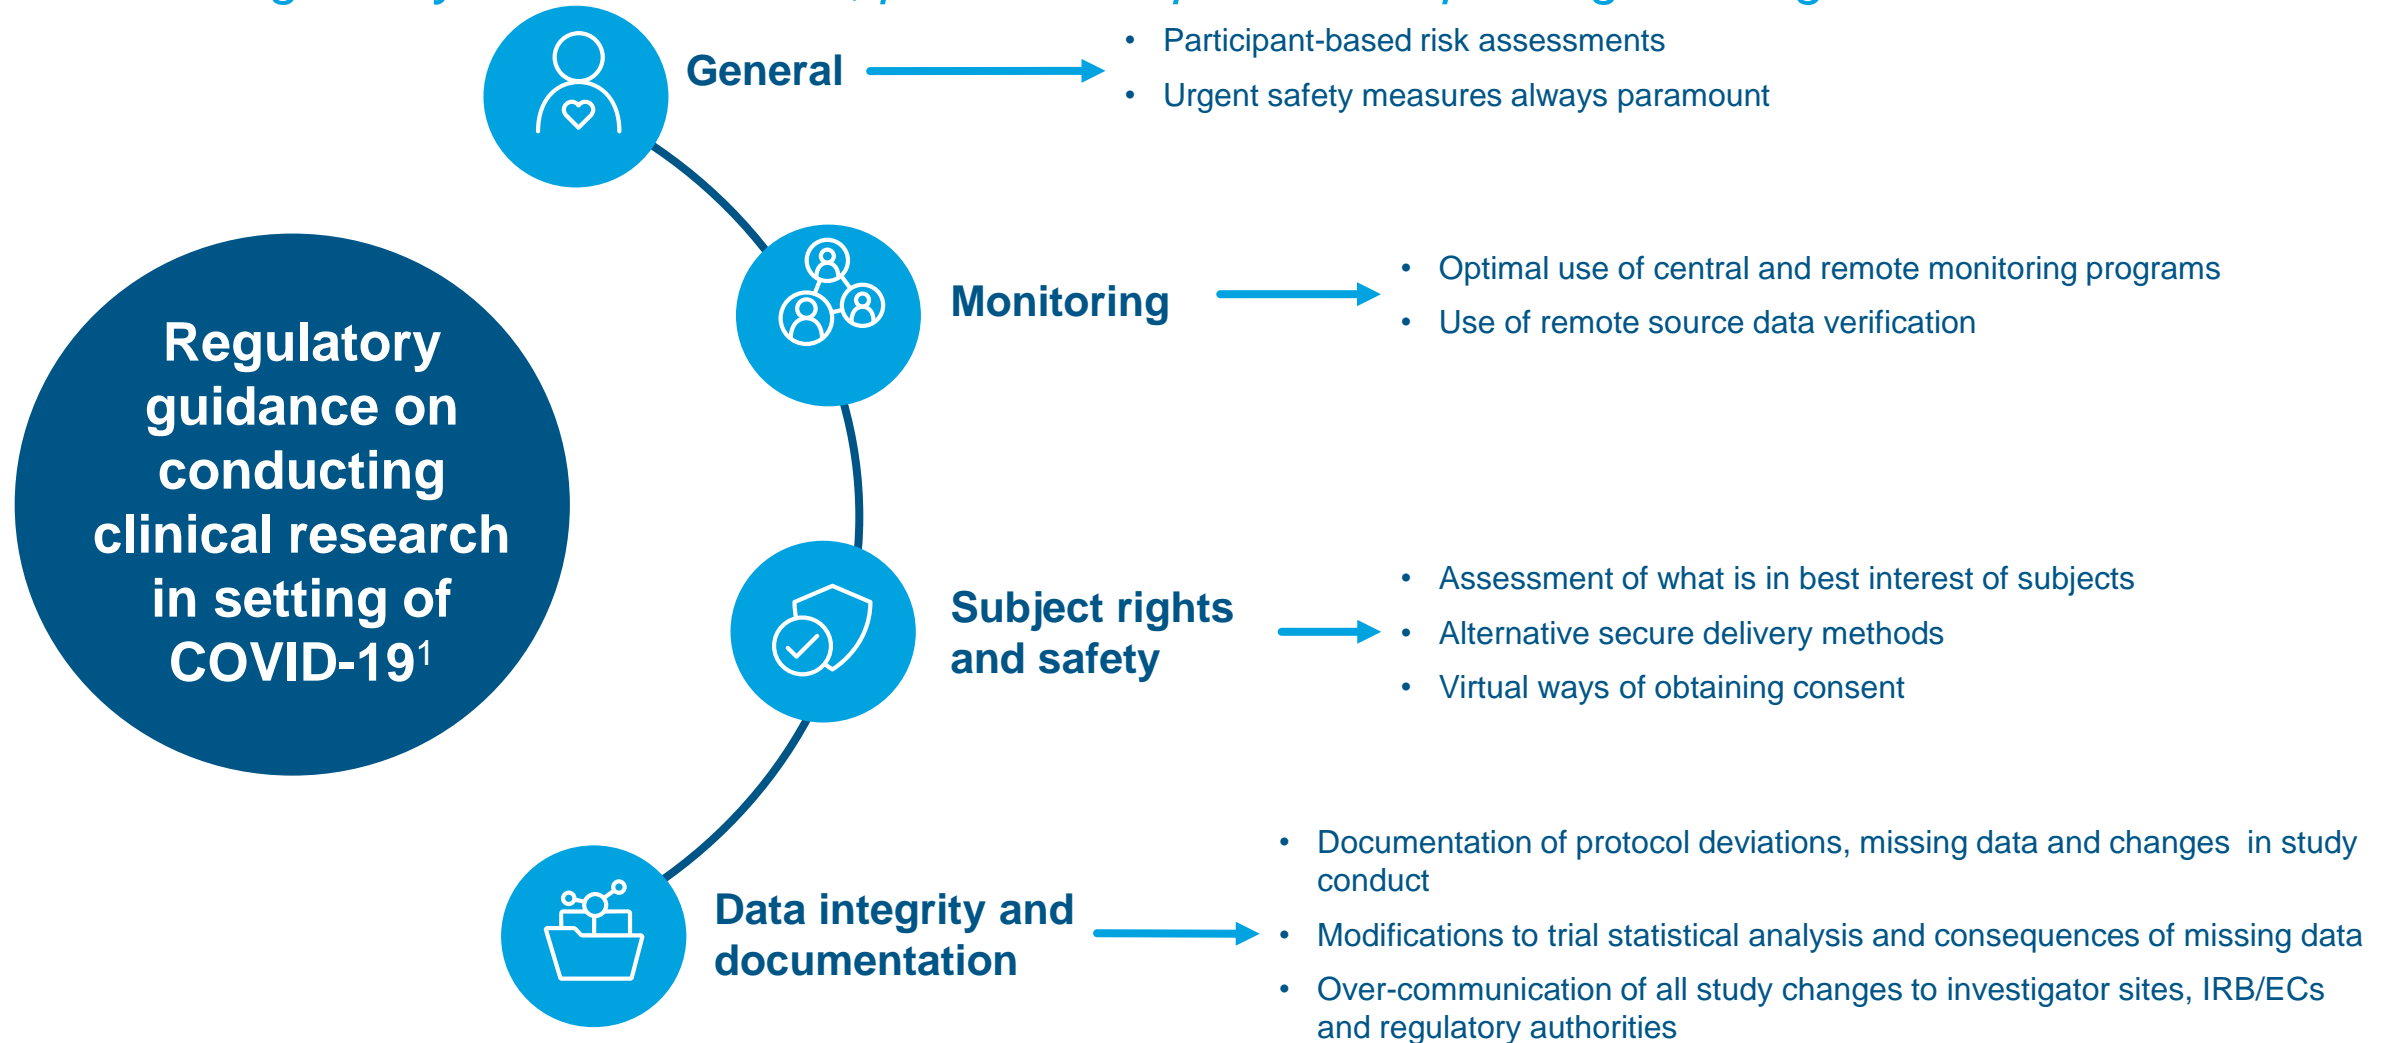 General
• Participant-based risk assessments
• Urgent safety measures always paramount
Regulatory
guidance on
conducting
clinical research
in setting of
COVID-19¹
Monitoring
• Optimal use of central and remote monitoring programs
• Use of remote source data verification
Subject rights
and safety
• Assessment of what is in best interest of subjects
• Alternative secure delivery methods
• Virtual ways of obtaining consent
Data integrity and
documentation
• Documentation of protocol deviations, missing data and changes  in study
conduct
• Modifications to trial statistical analysis and consequences of missing data
• Over-communication of all study changes to investigator sites, IRB/ECs
and regulatory authorities